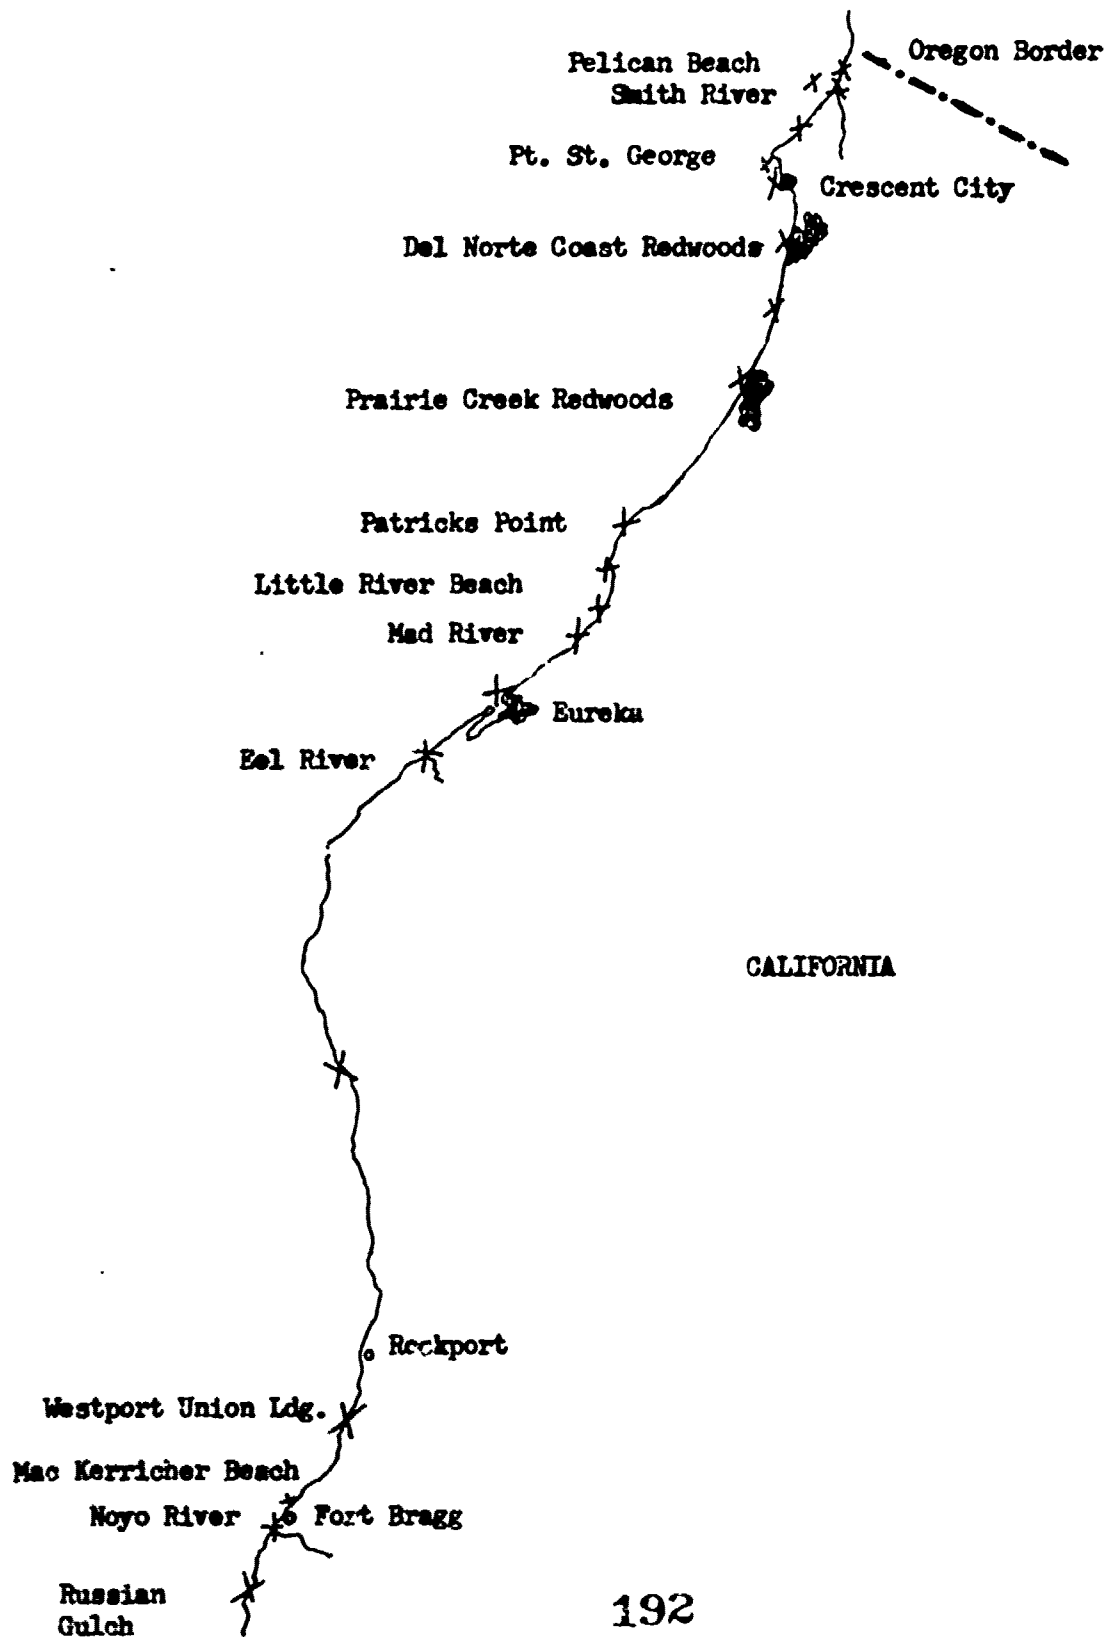 Oregon Border
Pelican Beach
Smith River
Pt. St. George
Crescent City
Del Norte Coast Redwoods
Prairie Creek Redwoods
Patricks Point
Little River Beach
Mad River
Eureka
Eel River
CALIFORNIA
Rockport
Westport Union Ldg.
Mac Kerricher Beach
Noyo River
Fort Bragg
Russian
Gulch
192